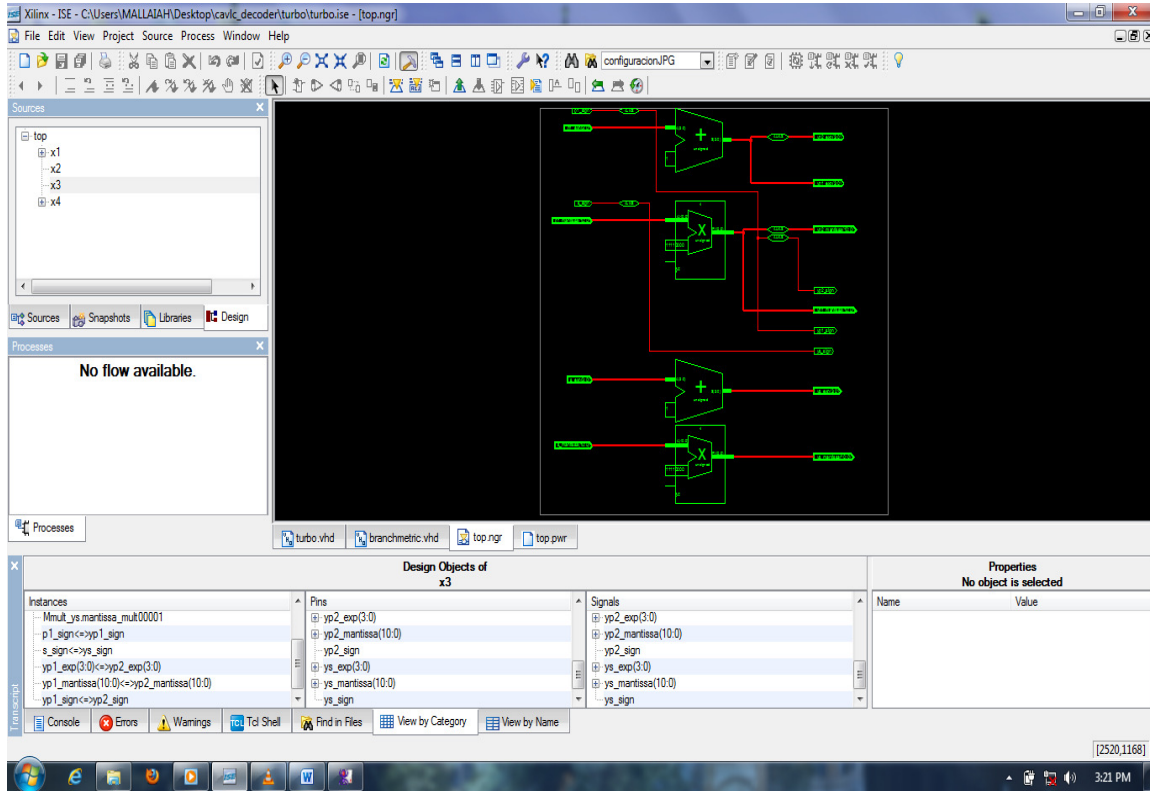 Xilinx - ISE - C:\Users\MALLAIAH\Desktop\cavlc_decoder\turbo\turbo.ise - [top.ngr]
File Edit View Project Source Process Window Help
configuracionJPG
Sources
top
x1
x2
x3
x4
Sources Snapshots Libraries Design
Processes
No flow available.
Processes
turbo.vhd branchmetric.vhd top.ngr top.pwr
Design Objects of
x3
Properties
No object is selected
Instances
Mmult_ys.mantissa_mult00001
p1_sign<=>yp1_sign
s_sign<=>ys_sign
yp1_exp(3:0)<=>yp2_exp(3:0)
yp1_mantissa(10:0)<=>yp2_mantissa(10:0)
yp1_sign<=>yp2_sign
Pins
yp2_exp(3:0)
yp2_mantissa(10:0)
yp2_sign
ys_exp(3:0)
ys_mantissa(10:0)
ys_sign
Signals
yp2_exp(3:0)
yp2_mantissa(10:0)
yp2_sign
ys_exp(3:0)
ys_mantissa(10:0)
ys_sign
Name Value
Transcript
Console Errors Warnings Tcl Shell Find in Files View by Category View by Name
[2520,1168]
3:21 PM